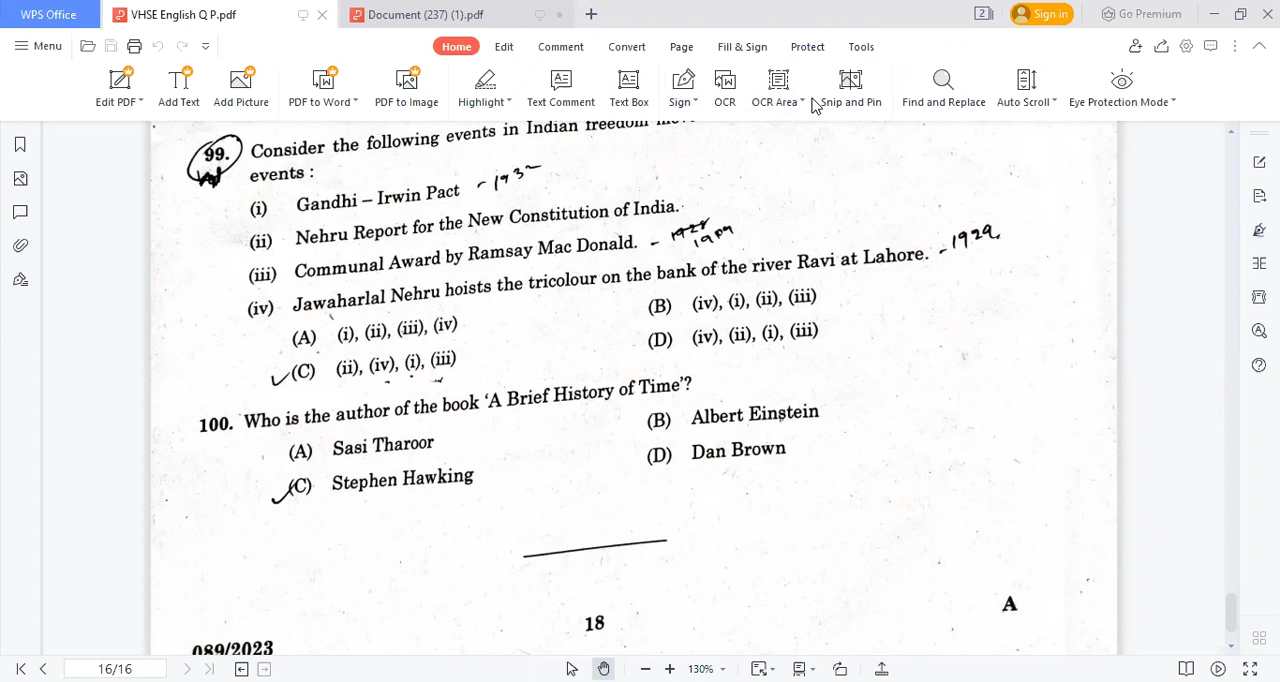 WPS Office
VHSE English Q P.pdf
Document (237) (1).pdf
Sign in
Go Premium
Menu
Home Edit Comment Convert Page Fill & Sign Protect Tools
Edit PDF Add Text Add Picture PDF to Word PDF to Image Highlight Text Comment Text Box Sign OCR OCR Area Snip and Pin Find and Replace Auto Scroll Eye Protection Mode
99. Consider the following events in Indian freedom
events :
(i) Gandhi – Irwin Pact - 193
(ii) Nehru Report for the New Constitution of India.
(iii) Communal Award by Ramsay Mac Donald. -
(iv) Jawaharlal Nehru hoists the tricolour on the bank of the river Ravi at Lahore. - 1929
(A) (i), (ii), (iii), (iv) (B) (iv), (i), (ii), (iii)
(C) (ii), (iv), (i), (iii) (D) (iv), (ii), (i), (iii)
100. Who is the author of the book 'A Brief History of Time'?
(A) Sasi Tharoor (B) Albert Einstein
(C) Stephen Hawking (D) Dan Brown
18
A
089/2023
16/16
130%